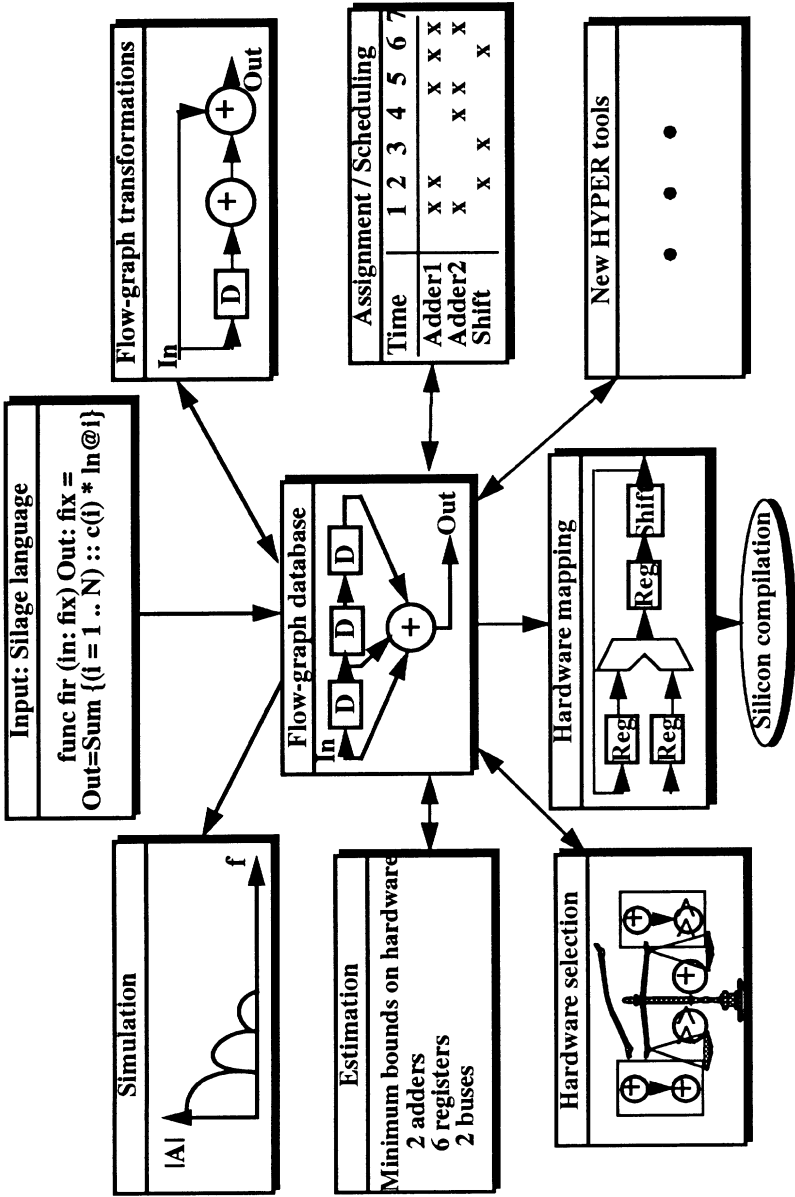 Input: Silage language
func fir (in: fix) Out: fix =
Out=Sum {(i = 1 .. N) :: c(i) * ln@i}
Simulation
|A|
f
Flow-graph transformations
In
D
+
+
Out
Flow-graph database
In
D
D
D
+
Out
Estimation
Minimum bounds on hardware
2 adders
6 registers
2 buses
Assignment / Scheduling
Time 1 2 3 4 5 6 7
Adder1 x x x x x
Adder2 x x x x
Shift x x x
Hardware selection
+
+
>
+
+
>
Hardware mapping
Reg
Reg
Reg
Shift
New HYPER tools
• • •
Silicon compilation